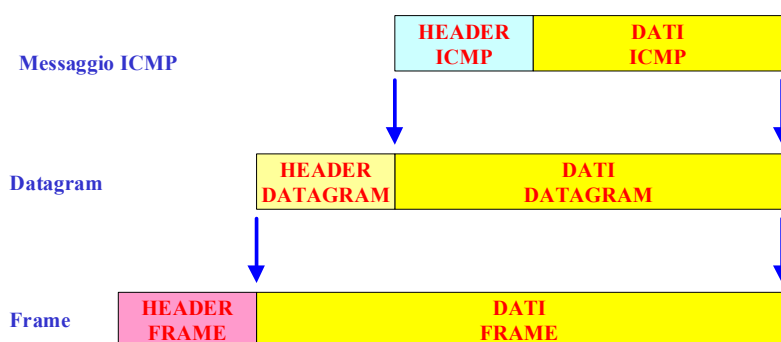 Messaggio ICMP
HEADER
ICMP
DATI
ICMP
Datagram
HEADER
DATAGRAM
DATI
DATAGRAM
Frame
HEADER
FRAME
DATI
FRAME